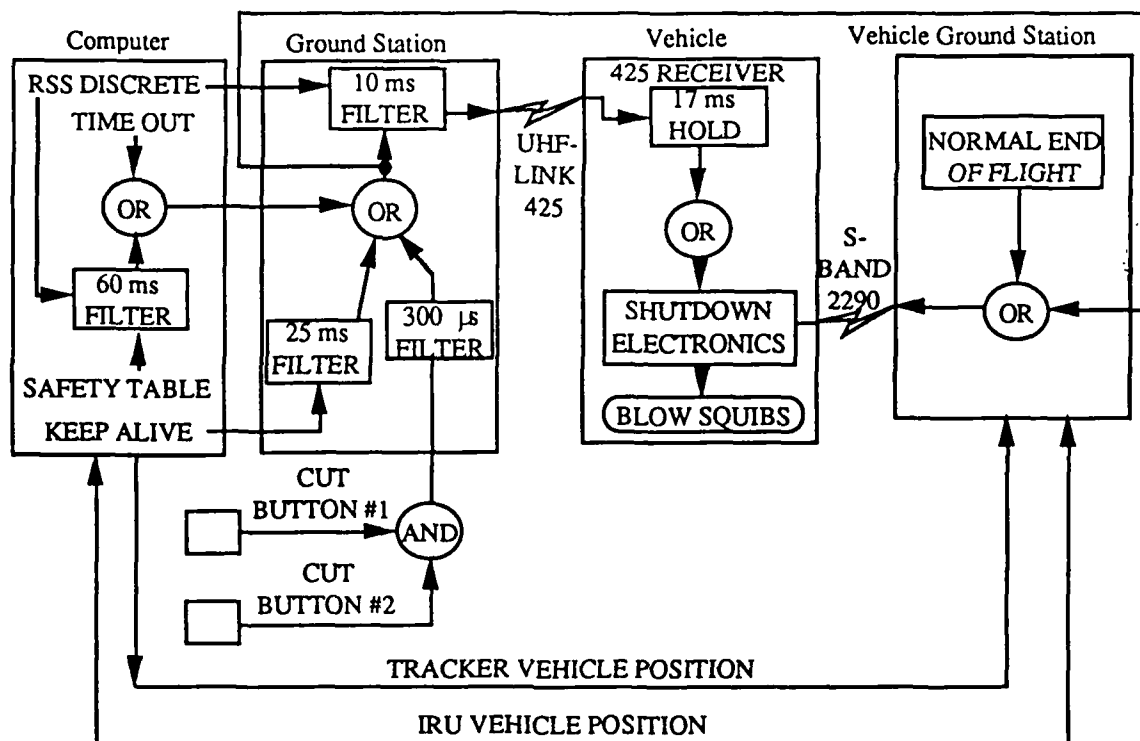 Computer
Ground Station
Vehicle
Vehicle Ground Station
RSS DISCRETE
TIME OUT
OR
60 ms
FILTER
SAFETY TABLE
KEEP ALIVE
10 ms
FILTER
OR
25 ms
FILTER
300 μs
FILTER
UHF-
LINK
425
425 RECEIVER
17 ms
HOLD
OR
SHUTDOWN
ELECTRONICS
BLOW SQUIBS
S-
BAND
2290
NORMAL END
OF FLIGHT
OR
CUT
BUTTON #1
AND
CUT
BUTTON #2
TRACKER VEHICLE POSITION
IRU VEHICLE POSITION